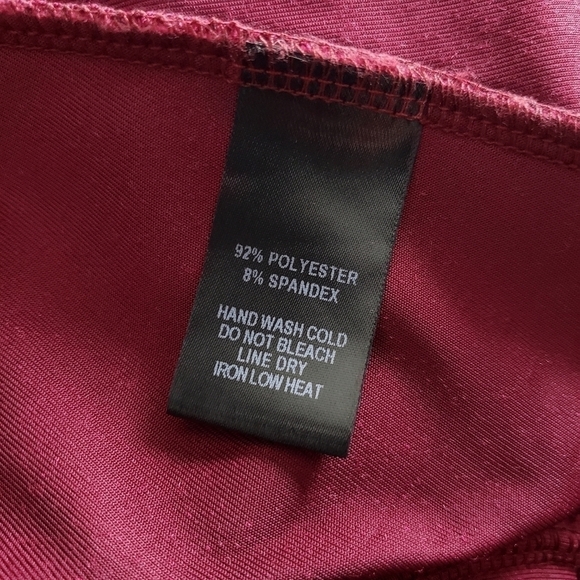 92% POLYESTER
8% SPANDEX
HAND WASH COLD
DO NOT BLEACH
LINE DRY
IRON LOW HEAT